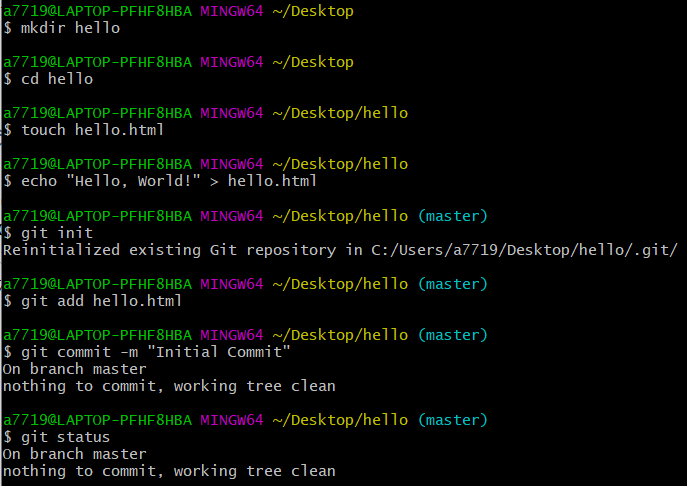 a7719@LAPTOP-PFHF8HBA MINGW64 ~/Desktop
$ mkdir hello
a7719@LAPTOP-PFHF8HBA MINGW64 ~/Desktop
$ cd hello
a7719@LAPTOP-PFHF8HBA MINGW64 ~/Desktop/hello
$ touch hello.html
a7719@LAPTOP-PFHF8HBA MINGW64 ~/Desktop/hello
$ echo "Hello, World!" > hello.html
a7719@LAPTOP-PFHF8HBA MINGW64 ~/Desktop/hello (master)
$ git init
Reinitialized existing Git repository in C:/Users/a7719/Desktop/hello/.git/
a7719@LAPTOP-PFHF8HBA MINGW64 ~/Desktop/hello (master)
$ git add hello.html
a7719@LAPTOP-PFHF8HBA MINGW64 ~/Desktop/hello (master)
$ git commit -m "Initial Commit"
On branch master
nothing to commit, working tree clean
a7719@LAPTOP-PFHF8HBA MINGW64 ~/Desktop/hello (master)
$ git status
On branch master
nothing to commit, working tree clean